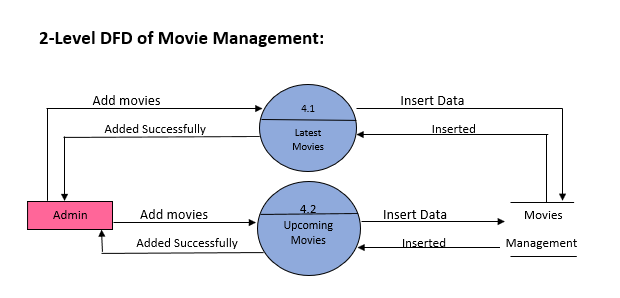 2-Level DFD of Movie Management:
Add movies
4.1
Insert Data
Added Successfully
Latest
Movies
Inserted
Admin
Add movies
4.2
Upcoming
Movies
Insert Data
Movies
Added Successfully
Inserted
Management